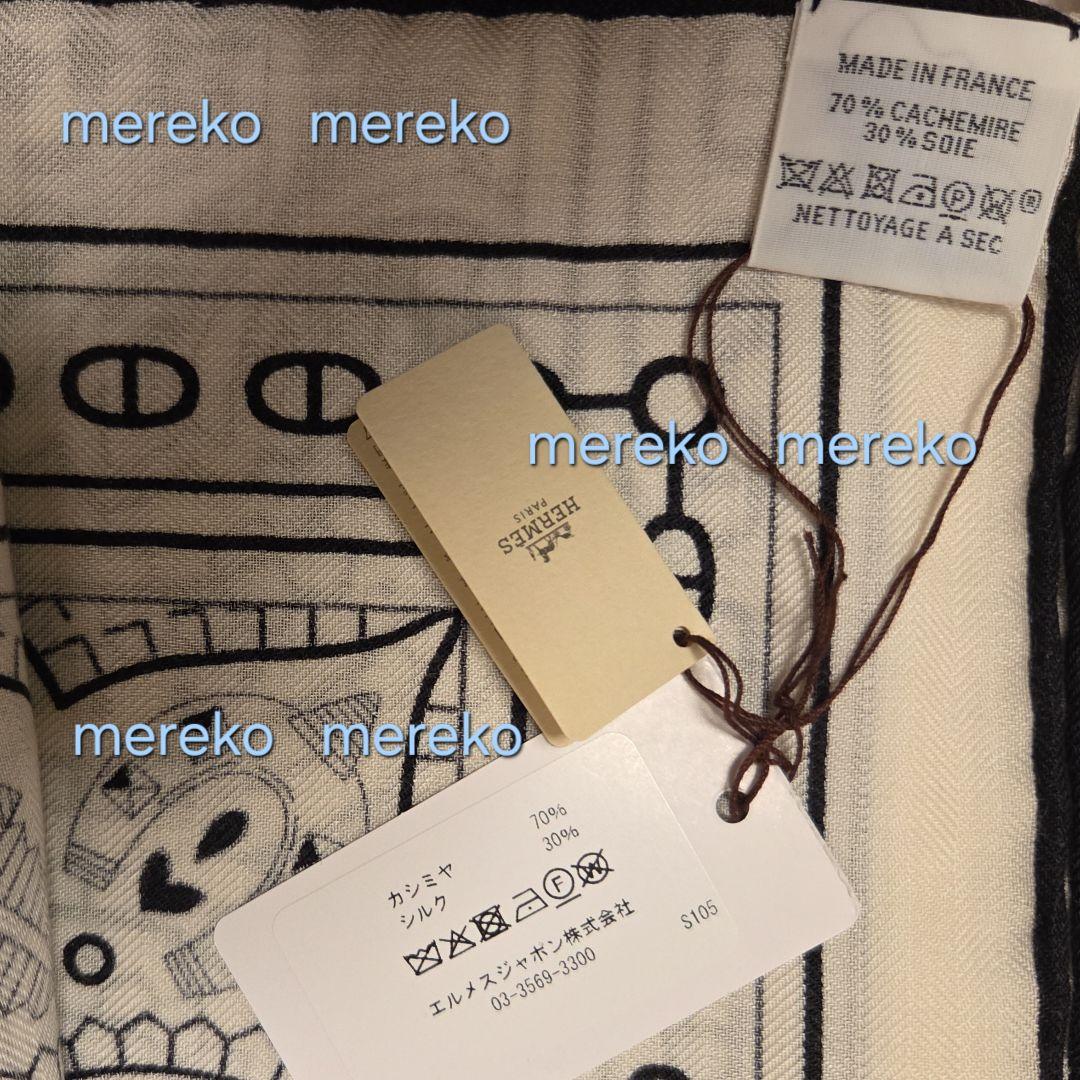 mereko mereko
MADE IN FRANCE
70% CACHEMIRE
30% SOIE
P
®
NETTOYAGE À SEC
mereko mereko
HERMÈS
PARIS
mereko mereko
カシミヤ 70%
シルク 30%
F W
エルメスジャポン株式会社
03-3569-3300
S105